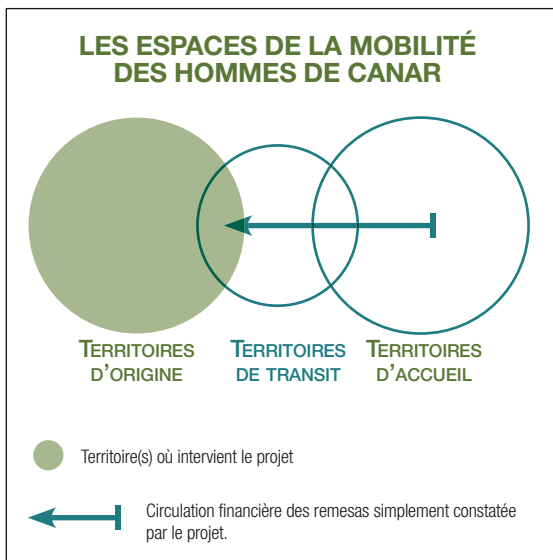 LES ESPACES DE LA MOBILITÉ
DES HOMMES DE CANAR
TERRITOIRES
D'ORIGINE
TERRITOIRES
DE TRANSIT
TERRITOIRES
D'ACCUEIL
Territoire(s) où intervient le projet
Circulation financière des remesas simplement constatée
par le projet.